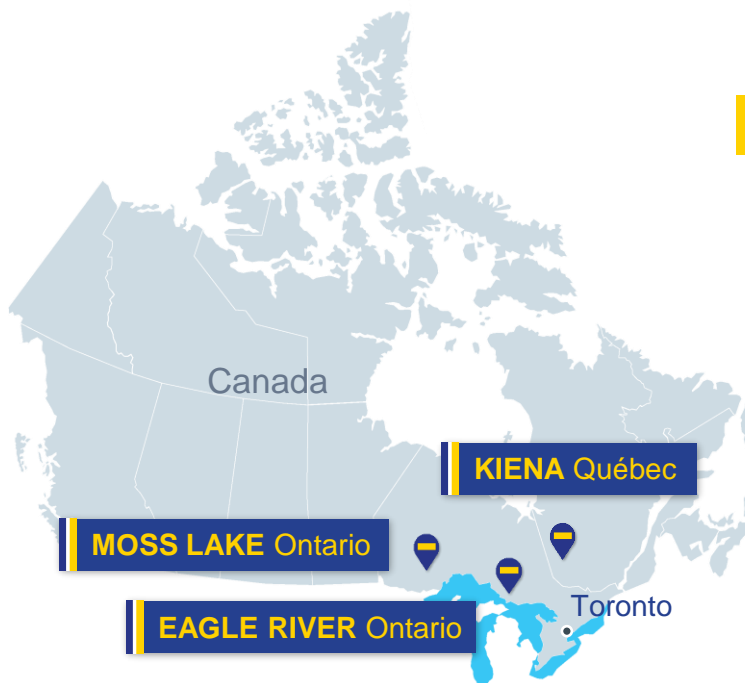 Canada
KIENA Québec
MOSS LAKE Ontario
Toronto
EAGLE RIVER Ontario